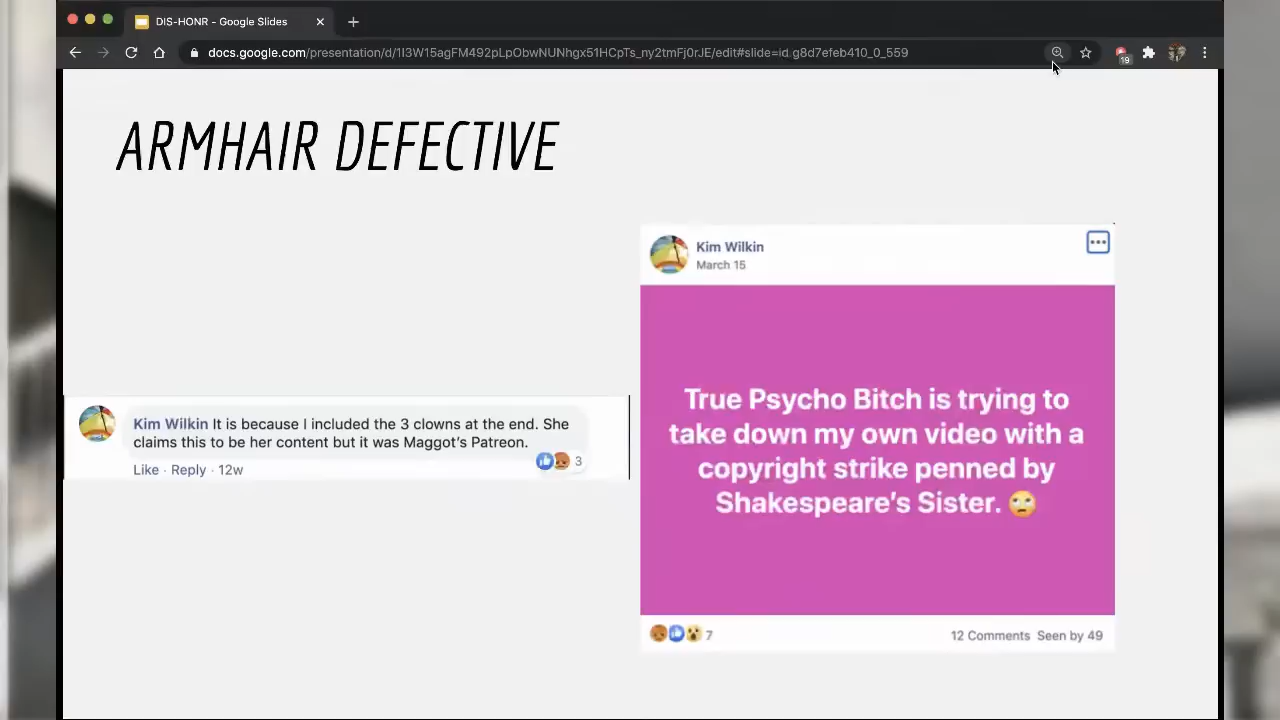 DIS-HONR - Google Slides
docs.google.com/presentation/d/1I3W15agFM492pLpObwNUNhgx51HCpTs_ny2tmFj0rJE/edit#slide=id.g8d7efeb410_0_559
19
ARMHAIR DEFECTIVE
Kim Wilkin
March 15
True Psycho Bitch is trying to
take down my own video with a
copyright strike penned by
Shakespeare's Sister. 🙄
7
12 Comments Seen by 49
Kim Wilkin It is because I included the 3 clowns at the end. She
claims this to be her content but it was Maggot's Patreon.
3
Like · Reply · 12w